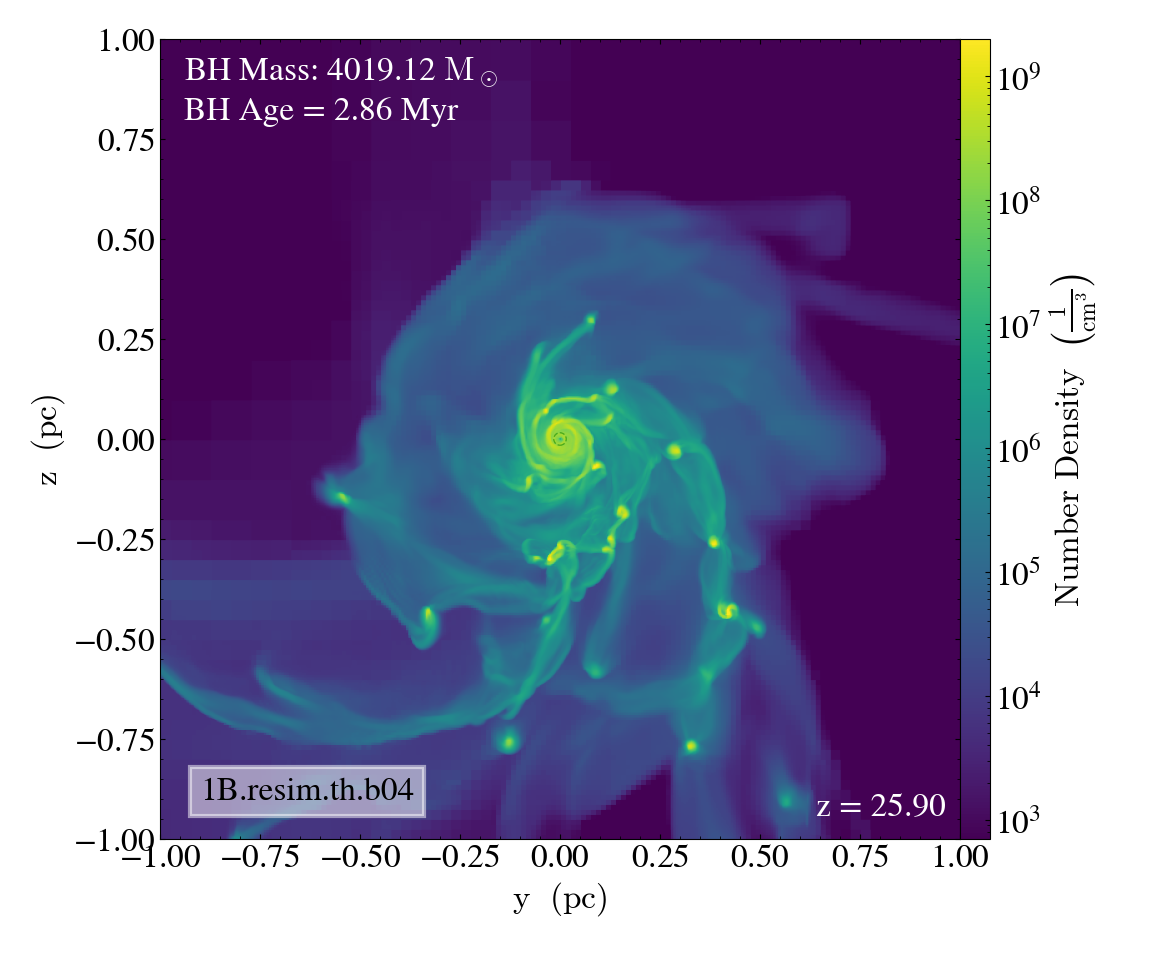 BH Mass: 4019.12 M⊙
BH Age = 2.86 Myr
1B.resim.th.b04
z = 25.90
1.00
0.75
0.50
0.25
0.00
−0.25
−0.50
−0.75
−1.00
z (pc)
−1.00 −0.75 −0.50 −0.25 0.00 0.25 0.50 0.75 1.00
y (pc)
10⁹
10⁸
10⁷
10⁶
10⁵
10⁴
10³
Number Density (1/cm³)